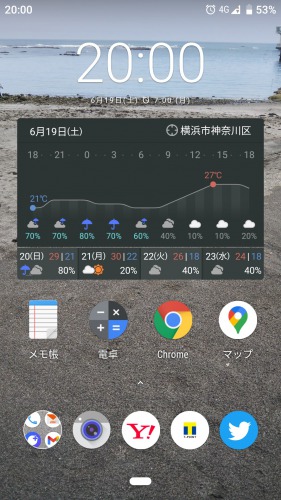 20:00 4G 53%
20:00
6月19日(土) 7:00 (月)
6月19日(土) 横浜市神奈川区
18 21 0 3 6 9 12 15 18
27℃
21℃
70% 70% 80% 70% 60% 40% 10% 10% 20%
20(日) 29|21 21(月) 30|22 22(火) 26|18 23(水) 24|18
80% 20% 40% 40%
メモ帳 電卓 Chrome マップ
Y!
T-POINT